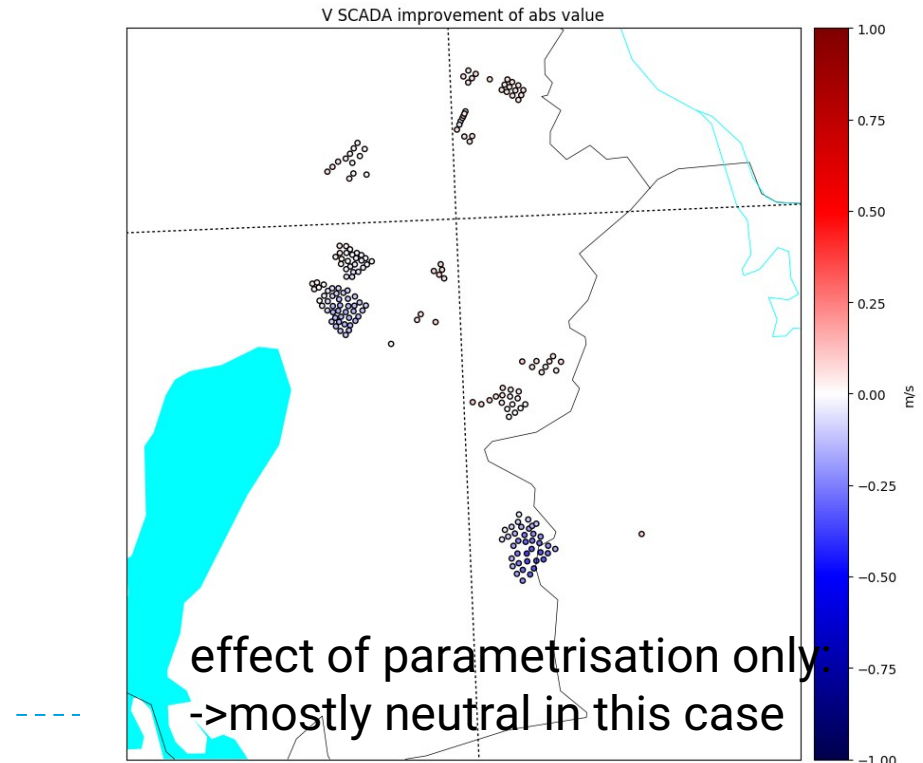 V SCADA improvement of abs value
1.00
0.75
0.50
0.25
0.00
−0.25
−0.50
−0.75
−1.00
m/s
effect of parametrisation only:
->mostly neutral in this case